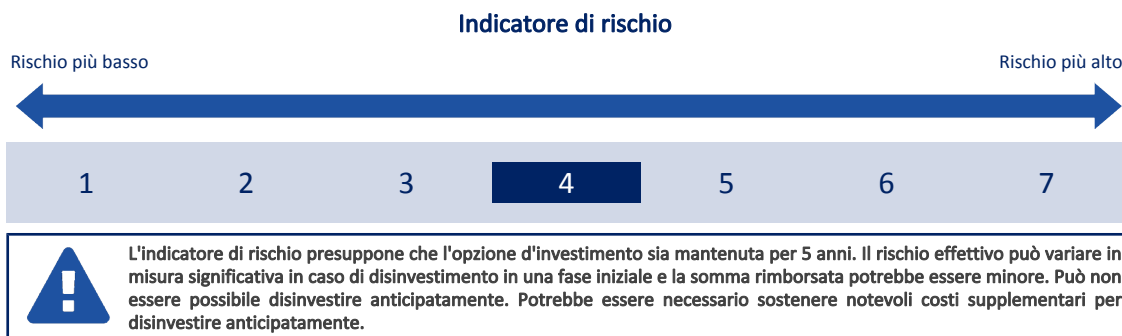 Indicatore di rischio
Rischio più basso
Rischio più alto
1 2 3 4 5 6 7
L'indicatore di rischio presuppone che l'opzione d'investimento sia mantenuta per 5 anni. Il rischio effettivo può variare in
misura significativa in caso di disinvestimento in una fase iniziale e la somma rimborsata potrebbe essere minore. Può non
essere possibile disinvestire anticipatamente. Potrebbe essere necessario sostenere notevoli costi supplementari per
disinvestire anticipatamente.